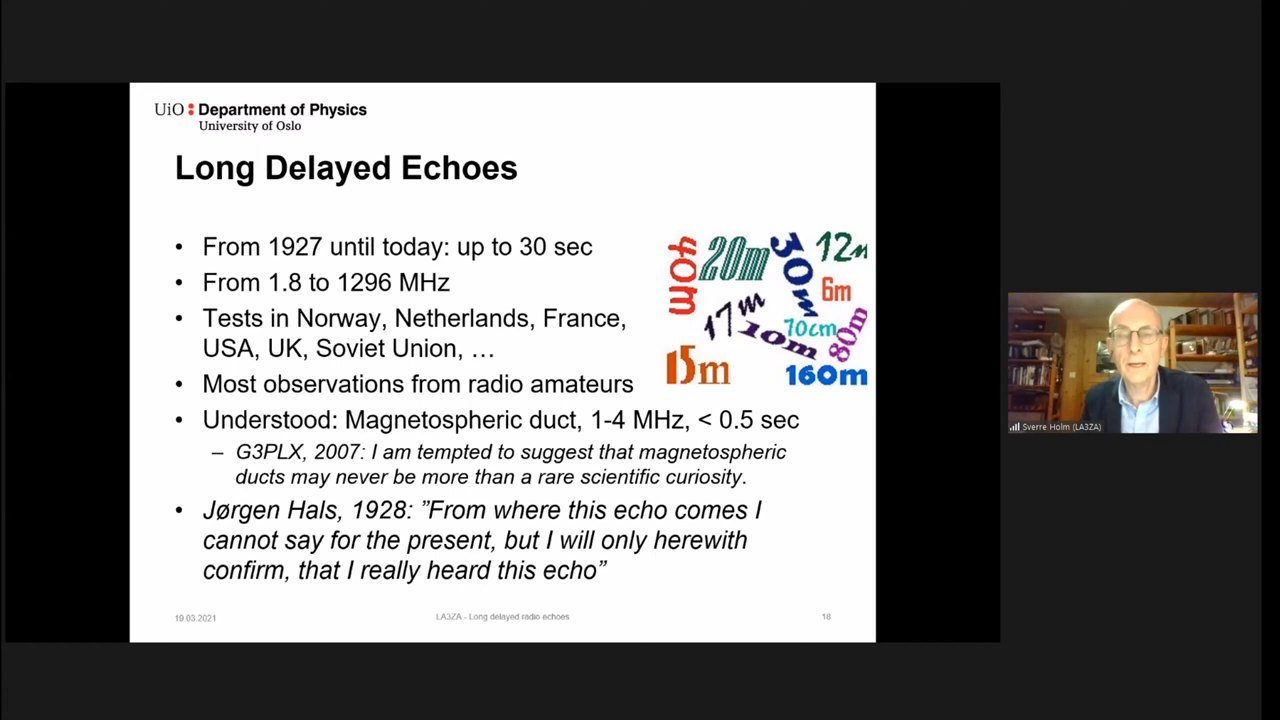 UiO : Department of Physics
University of Oslo
Long Delayed Echoes
• From 1927 until today: up to 30 sec
• From 1.8 to 1296 MHz
• Tests in Norway, Netherlands, France,
USA, UK, Soviet Union, …
• Most observations from radio amateurs
• Understood: Magnetospheric duct, 1-4 MHz, < 0.5 sec
– G3PLX, 2007: I am tempted to suggest that magnetospheric
ducts may never be more than a rare scientific curiosity.
• Jørgen Hals, 1928: ”From where this echo comes I
cannot say for the present, but I will only herewith
confirm, that I really heard this echo”
40m
20m
30m
12m
17m
10m
6m
70cm
80m
15m
160m
19.03.2021
LA3ZA - Long delayed radio echoes
18
Sverre Holm (LA3ZA)